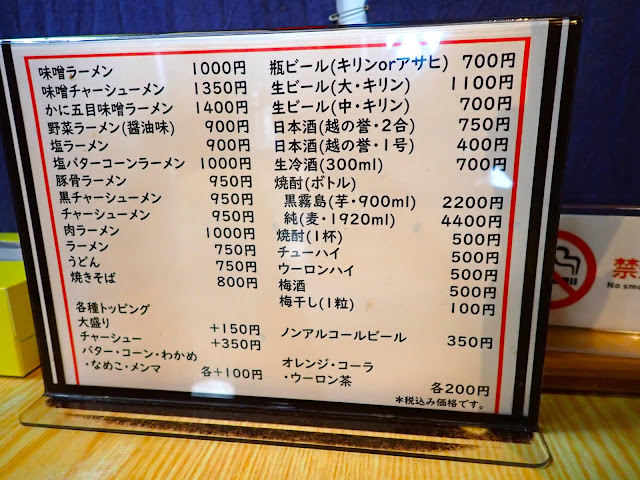 味噌ラーメン 1000円
味噌チャーシューメン 1350円
かに五目味噌ラーメン 1400円
野菜ラーメン(醤油味) 900円
塩ラーメン 900円
塩バターコーンラーメン 1000円
豚骨ラーメン 950円
黒チャーシューメン 950円
チャーシューメン 950円
肉ラーメン 1000円
ラーメン 750円
うどん 750円
焼きそば 800円
各種トッピング
大盛り +150円
チャーシュー +350円
バター・コーン・わかめ
・なめこ・メンマ 各+100円
瓶ビール(キリンorアサヒ) 700円
生ビール(大・キリン) 1100円
生ビール(中・キリン) 700円
日本酒(越の誉・2合) 750円
日本酒(越の誉・1号) 400円
生冷酒(300ml) 700円
焼酎(ボトル)
黒霧島(芋・900ml) 2200円
純(麦・1920ml) 4400円
焼酎(1杯) 500円
チューハイ 500円
ウーロンハイ 500円
梅酒 500円
梅干し(1粒) 100円
ノンアルコールビール 350円
オレンジ・コーラ
・ウーロン茶 各200円
*税込み価格です。
禁
No smo